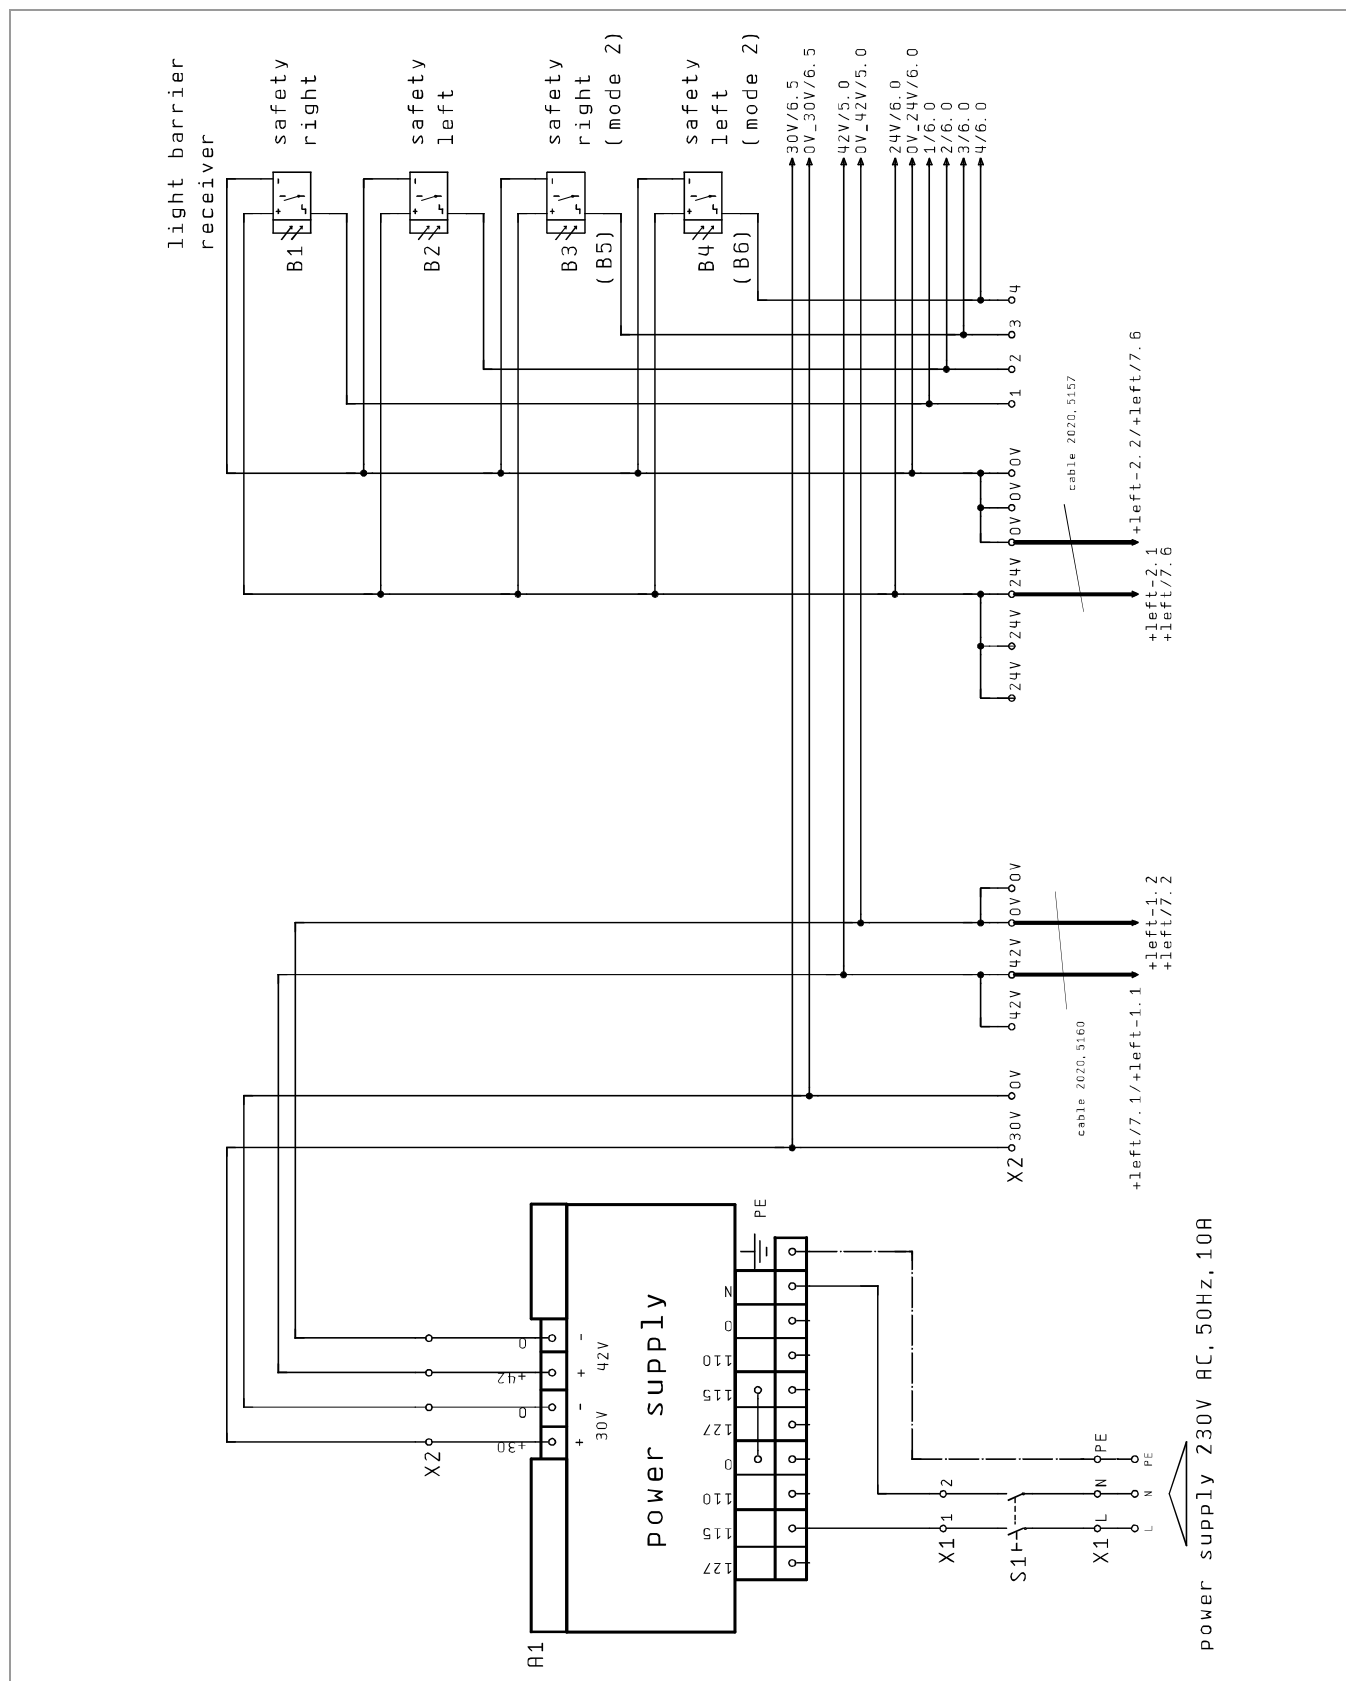 light barrier
receiver
safety
right
safety
left
safety
right
(mode 2)
safety
left
(mode 2)
B1
B2
B3
(B5)
B4
(B6)
- +
- +
- +
- +
30V/6.5
0V_30V/6.5
42V/5.0
0V_42V/5.0
24V/6.0
0V_24V/6.0
1/6.0
2/6.0
3/6.0
4/6.0
4
3
2
1
0V
0V
0V
24V
24V
24V
cable 2020,5157
+left-2.2/+left/7.6
+left-2.1
+left/7.6
0V
0V
42V
42V
0V
30V
X2
cable 2020,5160
+left-1.2
+left/7.2
+left/7.1/+left-1.1
A1
power supply
X2
0
+42
0
+30
-
+
-
+
42V
30V
PE
N
0
110
115
127
0
110
115
127
X1 1 2
S1
X1 L N PE
L N PE
power supply 230V AC,50Hz,10A